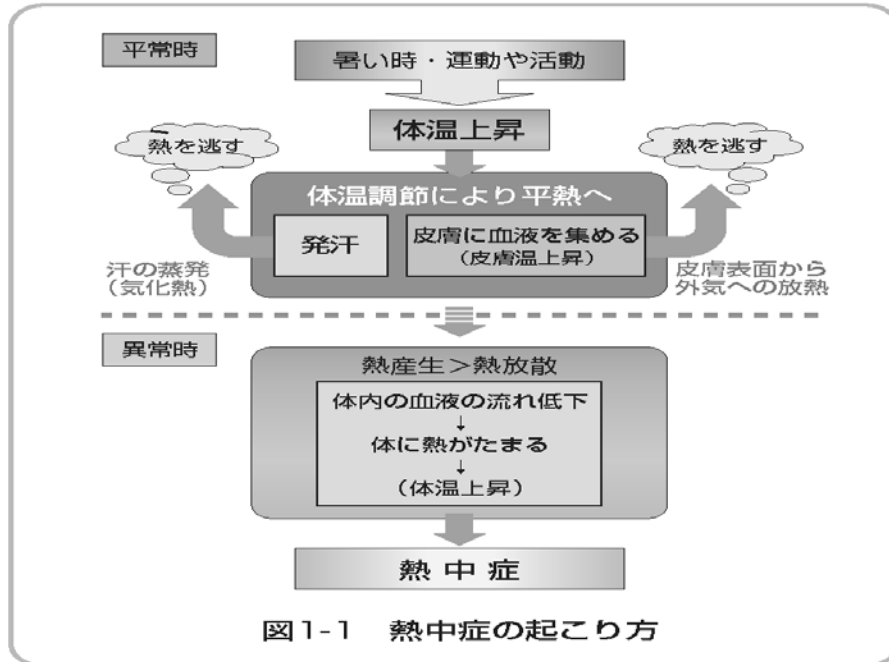 平常時
暑い時・運動や活動
体温上昇
熱を逃す
熱を逃す
体温調節により平熱へ
発汗
皮膚に血液を集める
(皮膚温上昇)
汗の蒸発
(気化熱)
皮膚表面から
外気への放熱
異常時
熱産生>熱放散
体内の血液の流れ低下
↓
体に熱がたまる
↓
(体温上昇)
熱中症
図1-1 熱中症の起こり方